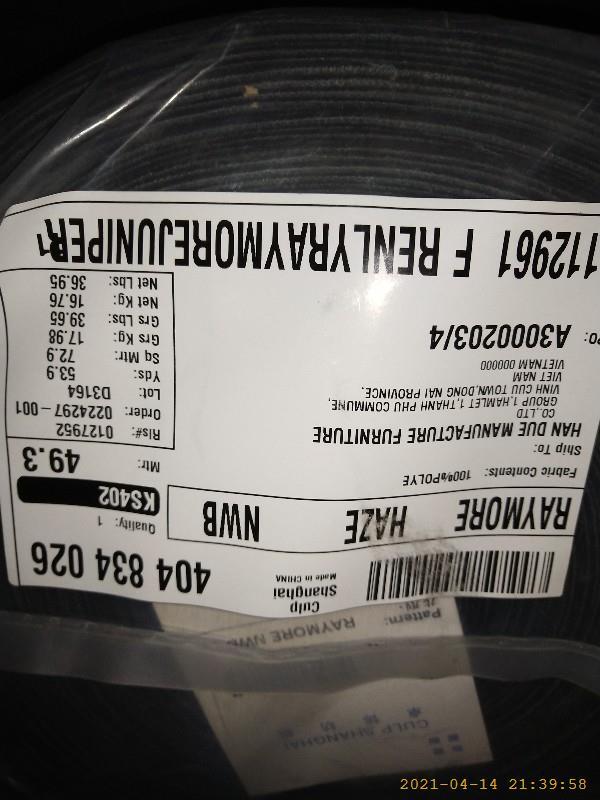 CULP SHANGHAI
Pattern: RAYMORE NWB
Culp
Shanghai
Made in CHINA
404 834 026
RAYMORE HAZE NWB
Quality: 1
KS402
Fabric Contents: 100%POLYE
Mtr: 49.3
Ship To:
HAN DUE MANUFACTURE FURNITURE
CO.,LTD
GROUP 1,HAMLET 1,THANH PHU COMMUNE,
VINH CUU TOWN,DONG NAI PROVINCE.
VIET NAM
VIETNAM 000000
Rls#: 0127952
Order: 0224297-001
Lot: D3164
Yds: 53.9
Sq Mtr: 72.9
Grs Kg: 17.98
Grs Lbs: 39.65
Net Kg: 16.76
Net Lbs: 36.95
PO: A3000203/4
112961 F RENLYRAYMOREJUNIPER1
2021-04-14 21:39:58